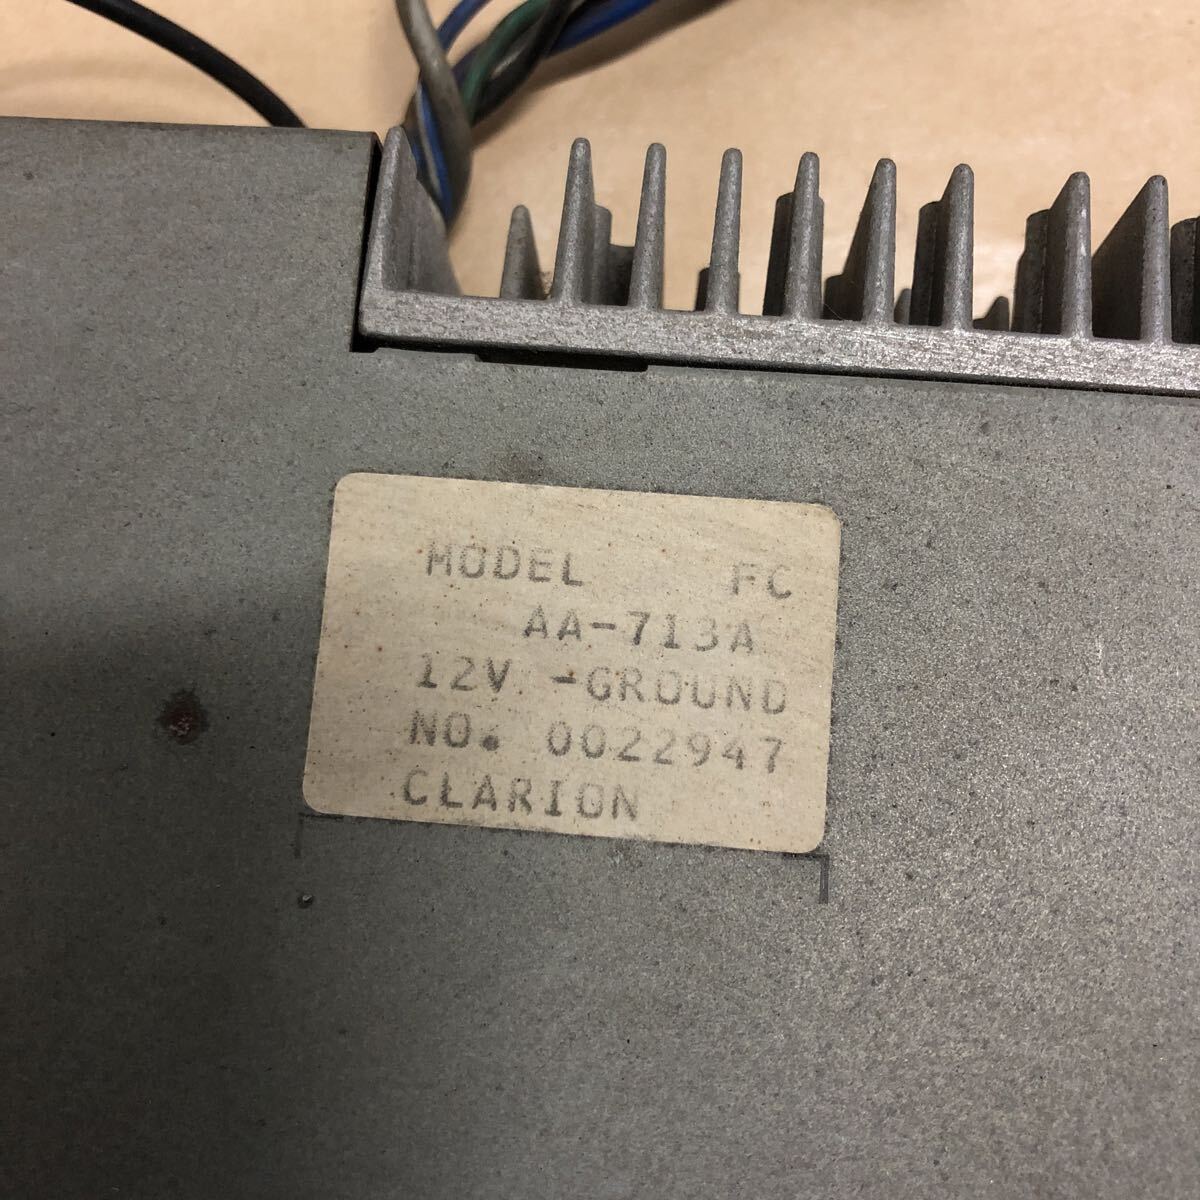 MODEL FC
AA-713A
12V -GROUND
NO. 0022947
CLARION